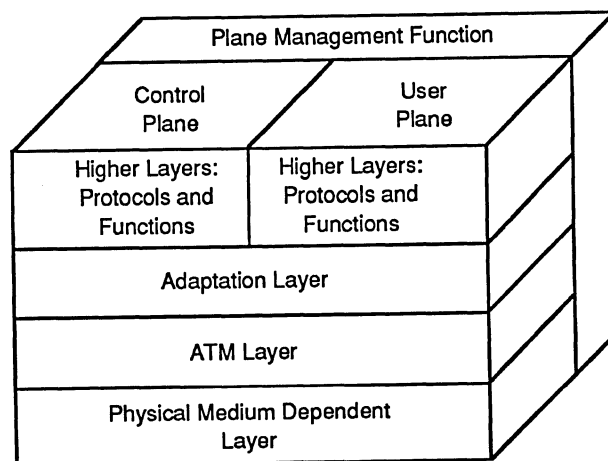 Plane Management Function
Control
Plane
User
Plane
Higher Layers:
Protocols and
Functions
Higher Layers:
Protocols and
Functions
Adaptation Layer
ATM Layer
Physical Medium Dependent
Layer